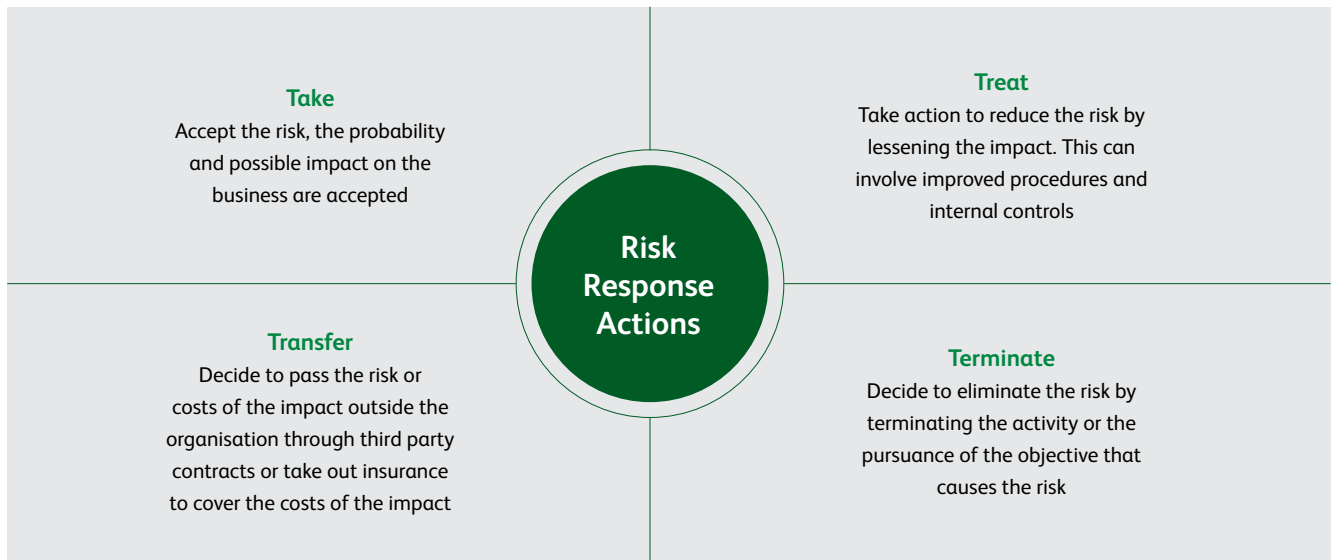 Take
Accept the risk, the probability
and possible impact on the
business are accepted
Treat
Take action to reduce the risk by
lessening the impact. This can
involve improved procedures and
internal controls
Risk
Response
Actions
Transfer
Decide to pass the risk or
costs of the impact outside the
organisation through third party
contracts or take out insurance
to cover the costs of the impact
Terminate
Decide to eliminate the risk by
terminating the activity or the
pursuance of the objective that
causes the risk